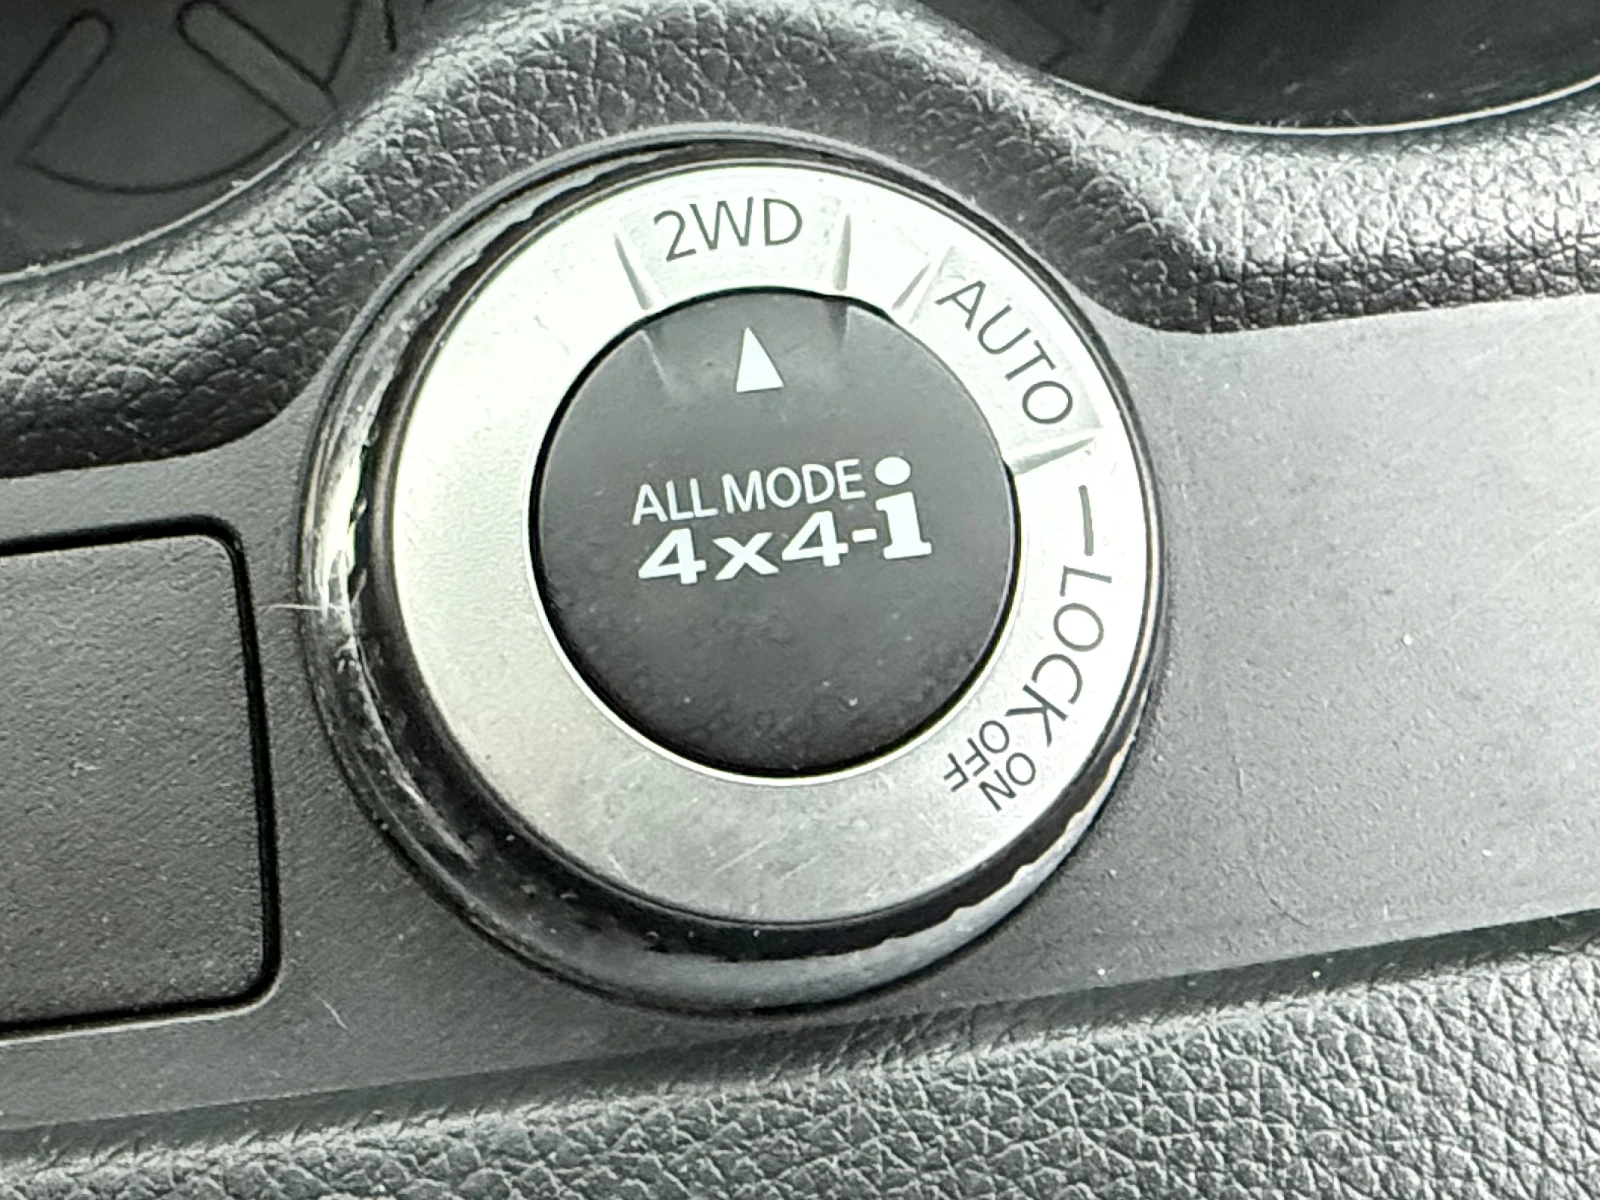 2WD
AUTO
ALL MODE
4x4-i
LOCK
ON
OFF